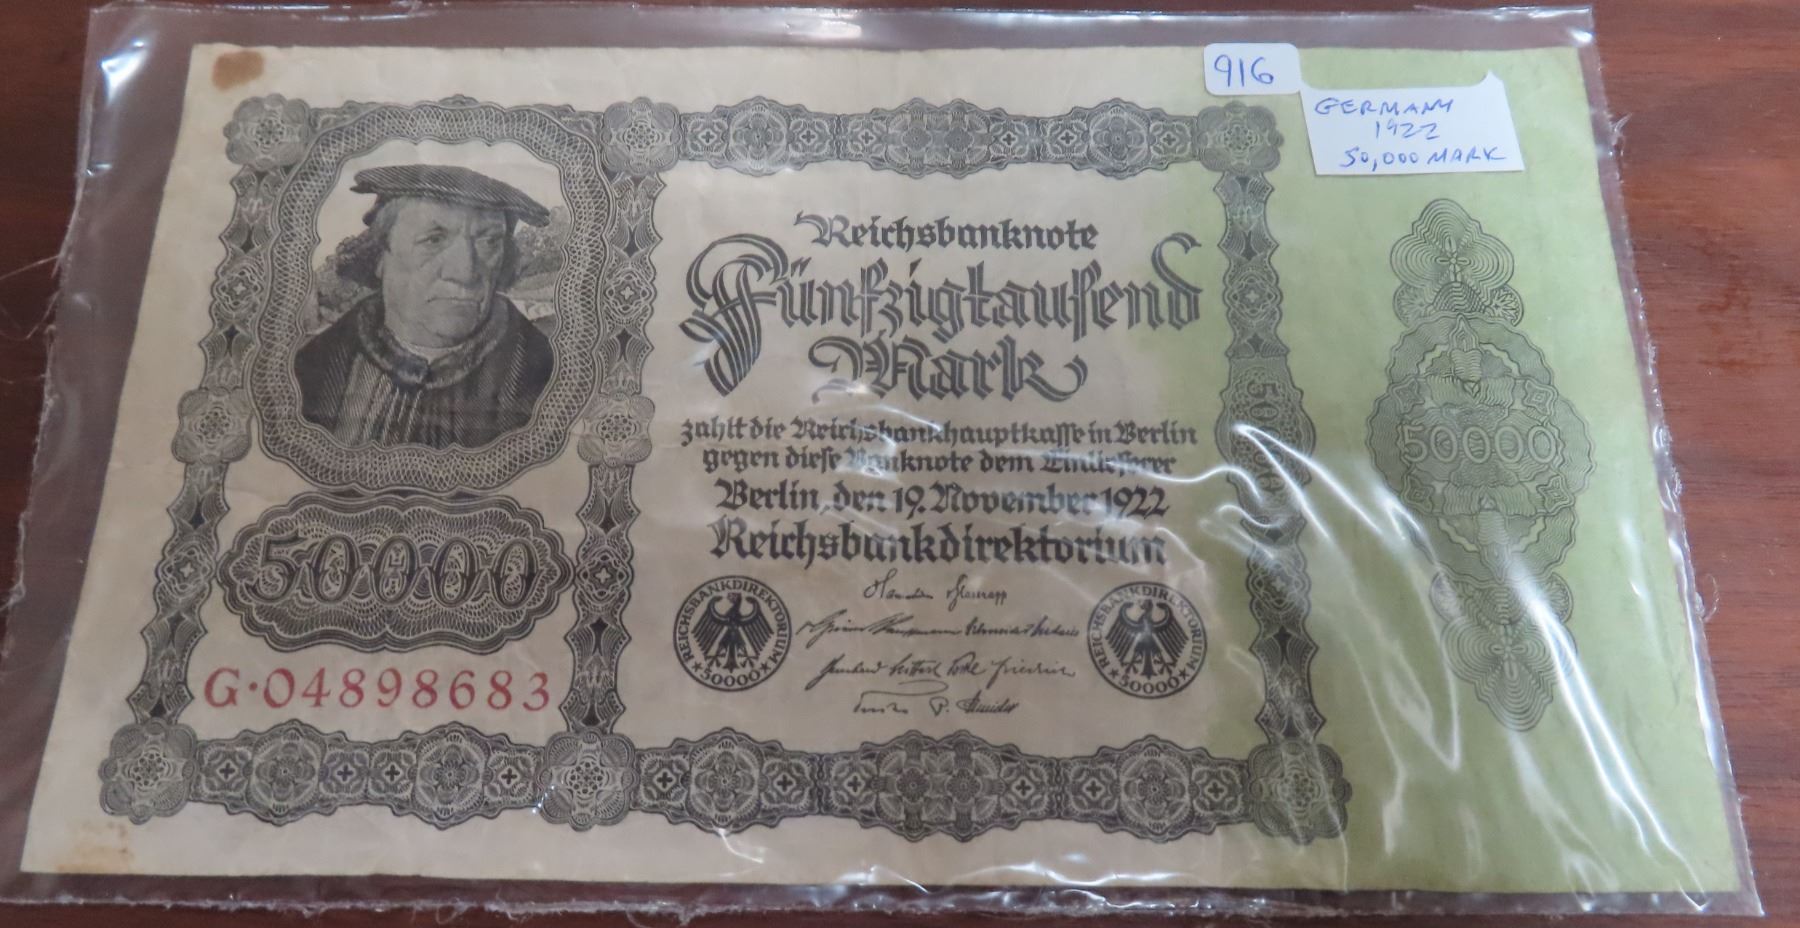 916
GERMANY
1922
50,000 MARK
Reichsbanknote
Fünfzigtausend
Mark
zahlt die Reichsbankhauptkasse in Berlin
gegen diese Banknote dem Einlieferer
Berlin, den 19. November 1922
Reichsbankdirektorium
REICHSBANKDIREKTORIUM
50000
REICHSBANKDIREKTORIUM
50000
50000
G·04898683
50000